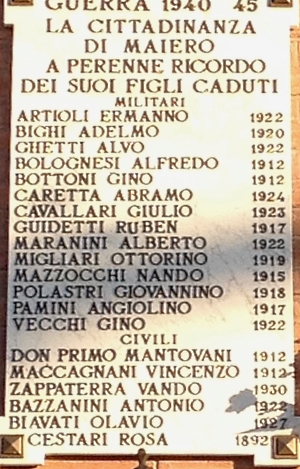 GUERRA 1940 45
LA CITTADINANZA
DI MAIERO
A PERENNE RICORDO
DEI SUOI FIGLI CADUTI
MILITARI
ARTIOLI ERMANNO 1922
BIGHI ADELMO 1920
GHETTI ALVO 1922
BOLOGNESI ALFREDO 1912
BOTTONI GINO 1912
CARETTA ABRAMO 1924
CAVALLARI GIULIO 1923
GUIDETTI RUBEN 1917
MARANINI ALBERTO 1922
MIGLIARI OTTORINO 1919
MAZZOCCHI NANDO 1915
POLASTRI GIOVANNINO 1918
PAMINI ANGIOLINO 1917
VECCHI GINO 1922
CIVILI
DON PRIMO MANTOVANI 1912
MACCAGNANI VINCENZO 1912
ZAPPATERRA VANDO 1930
BAZZANINI ANTONIO 1922
BIAVATI OLAVIO 1927
CESTARI ROSA 1892